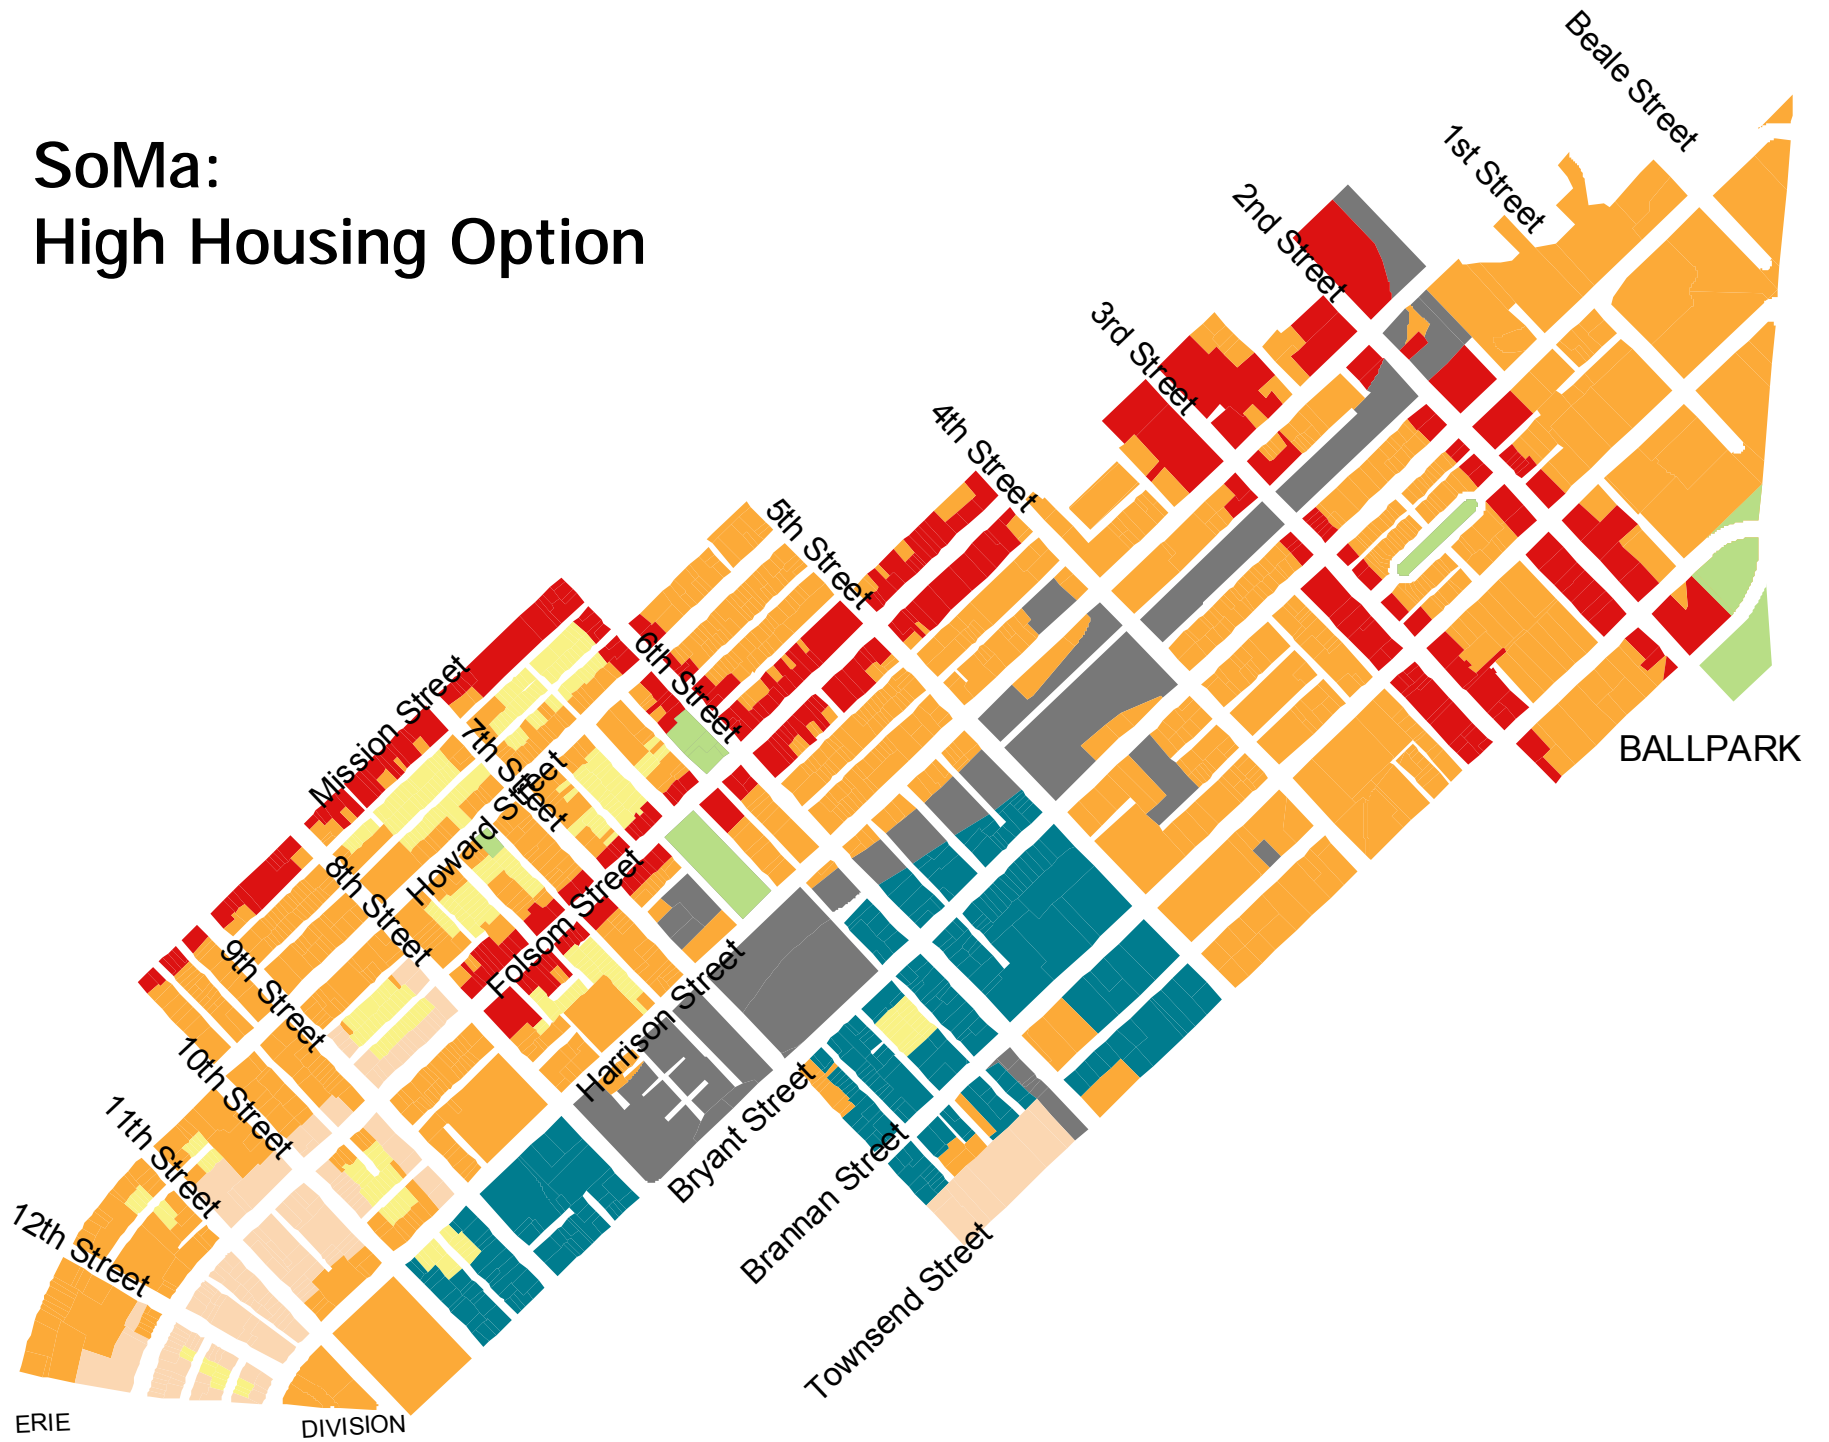 SoMa:
High Housing Option
Beale Street
1st Street
2nd Street
3rd Street
4th Street
5th Street
6th Street
Mission Street
7th Street
Howard Street
Street
8th Street
Folsom Street
9th Street
Harrison Street
10th Street
Bryant Street
11th Street
Brannan Street
12th Street
Townsend Street
BALLPARK
ERIE
DIVISION